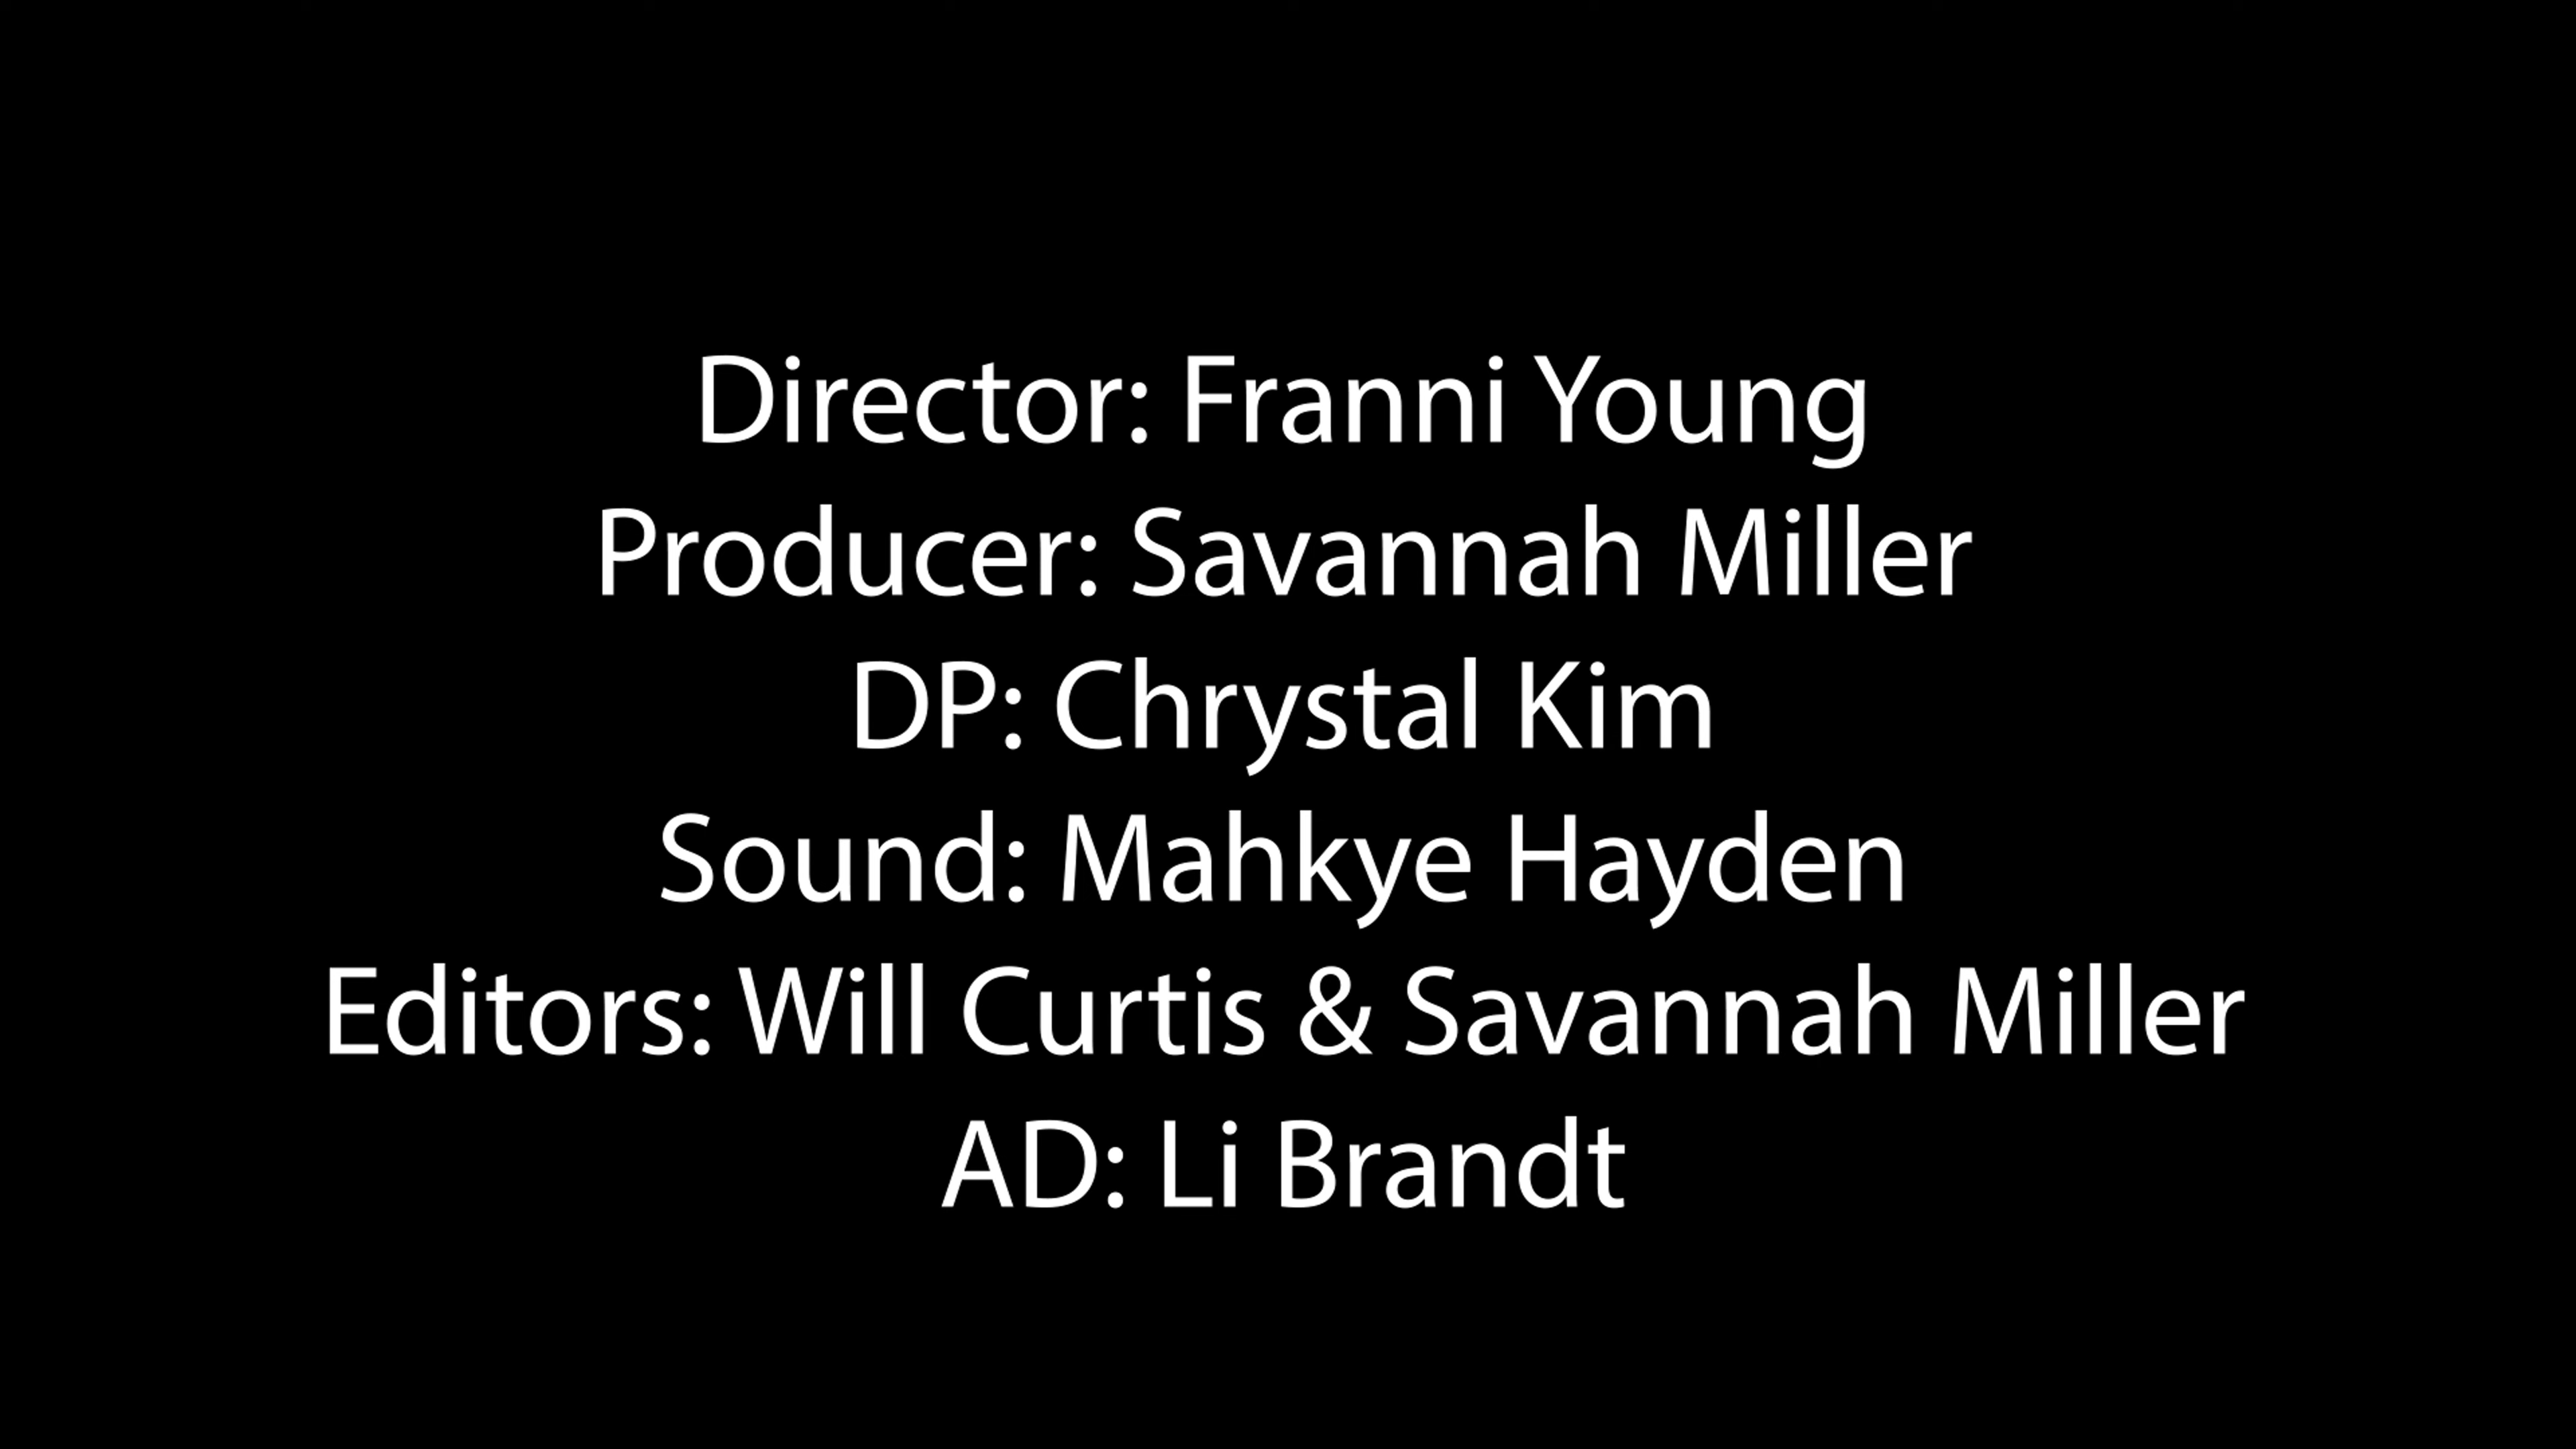 Director: Franni Young
Producer: Savannah Miller
DP: Chrystal Kim
Sound: Mahkye Hayden
Editors: Will Curtis & Savannah Miller
AD: Li Brandt